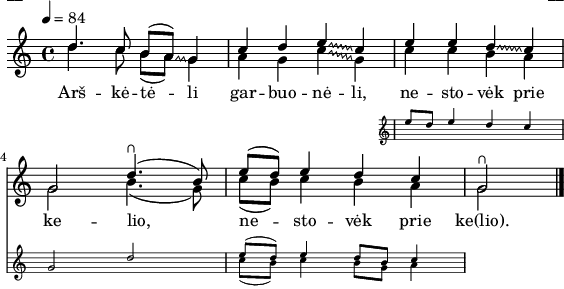 ♩ = 84
Arš – kė – tė – li gar – buo – nė – li, ne – sto – vėk prie
4
ke – lio, ne – sto – vėk prie ke(lio).